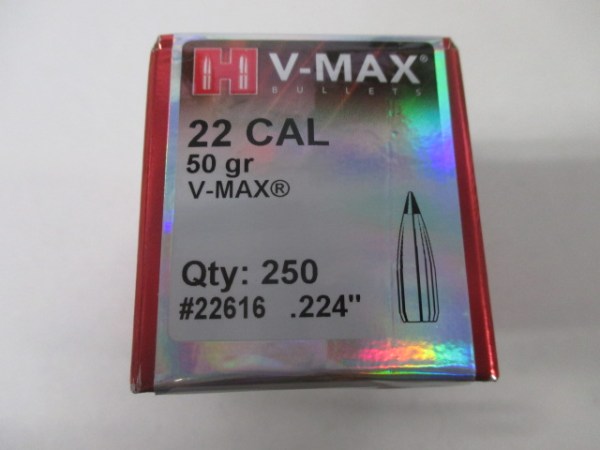 H V-MAX®
BULLETS
22 CAL
50 gr
V-MAX®
Qty: 250
#22616 .224"